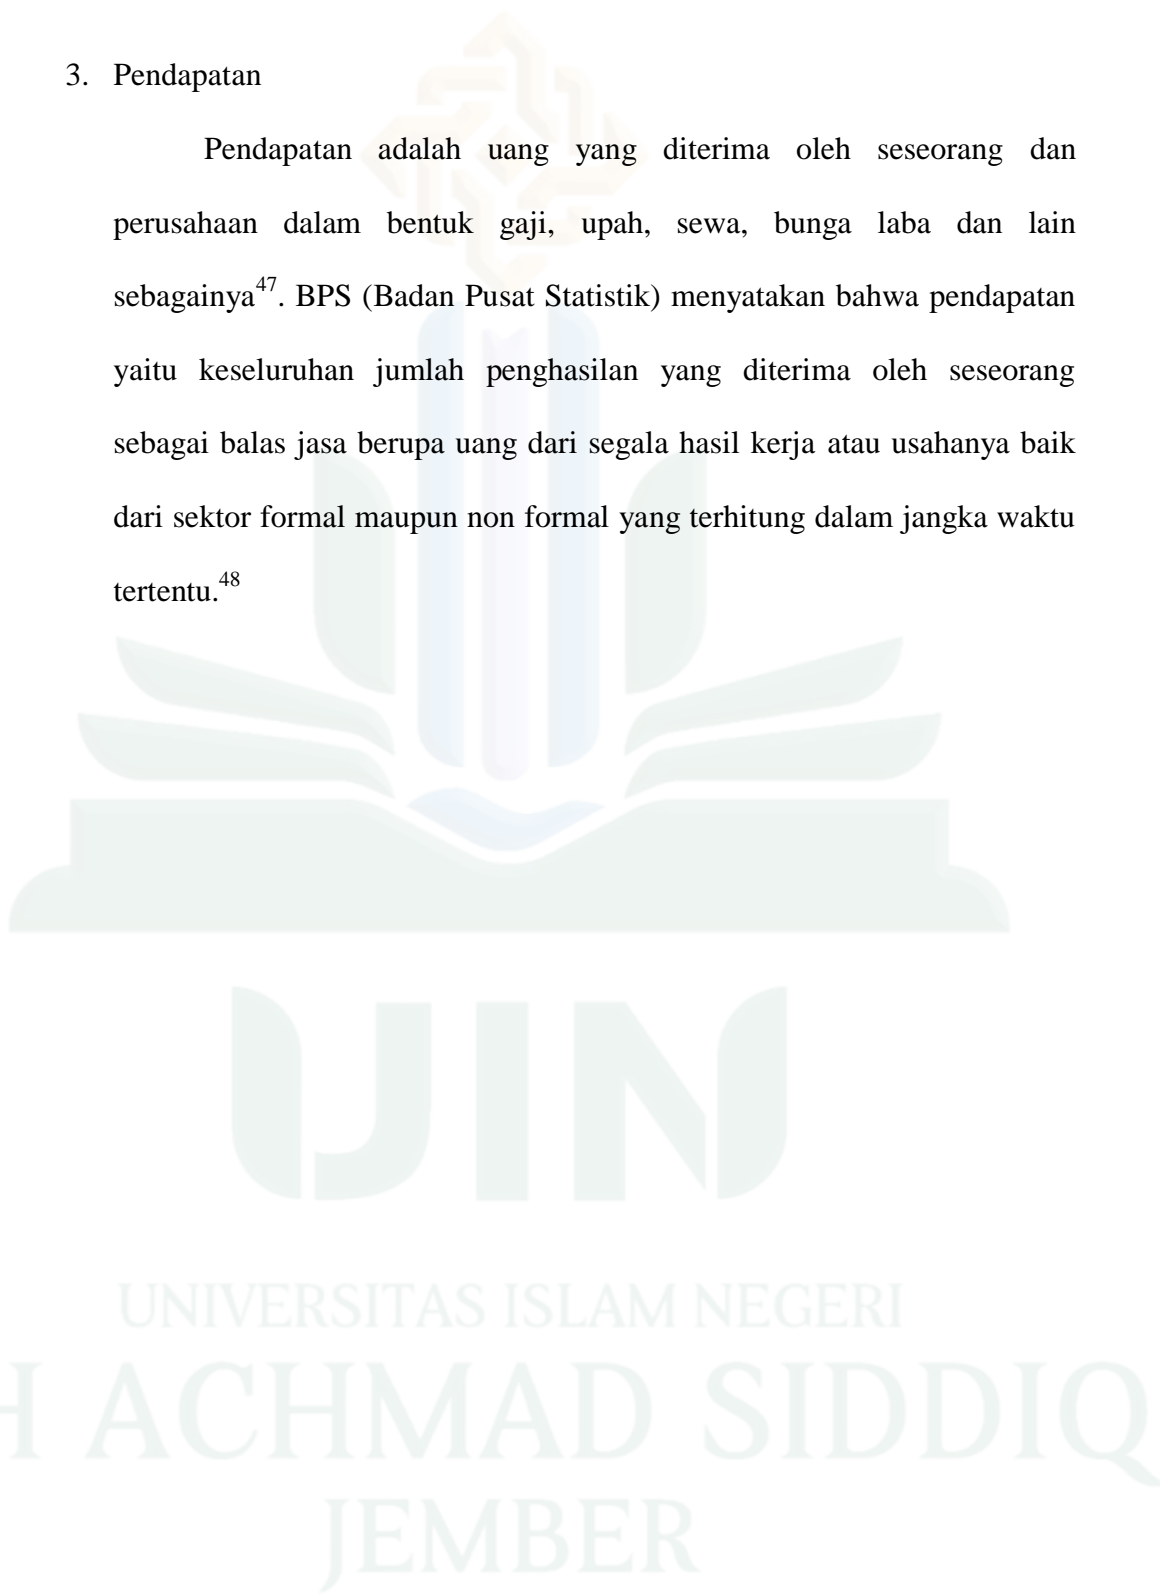 3. Pendapatan
Pendapatan adalah uang yang diterima oleh seseorang dan
perusahaan dalam bentuk gaji, upah, sewa, bunga laba dan lain
sebagainya47. BPS (Badan Pusat Statistik) menyatakan bahwa pendapatan
yaitu keseluruhan jumlah penghasilan yang diterima oleh seseorang
sebagai balas jasa berupa uang dari segala hasil kerja atau usahanya baik
dari sektor formal maupun non formal yang terhitung dalam jangka waktu
tertentu.48
UIN
UNIVERSITAS ISLAM NEGERI
H ACHMAD SIDDIQ
JEMBER